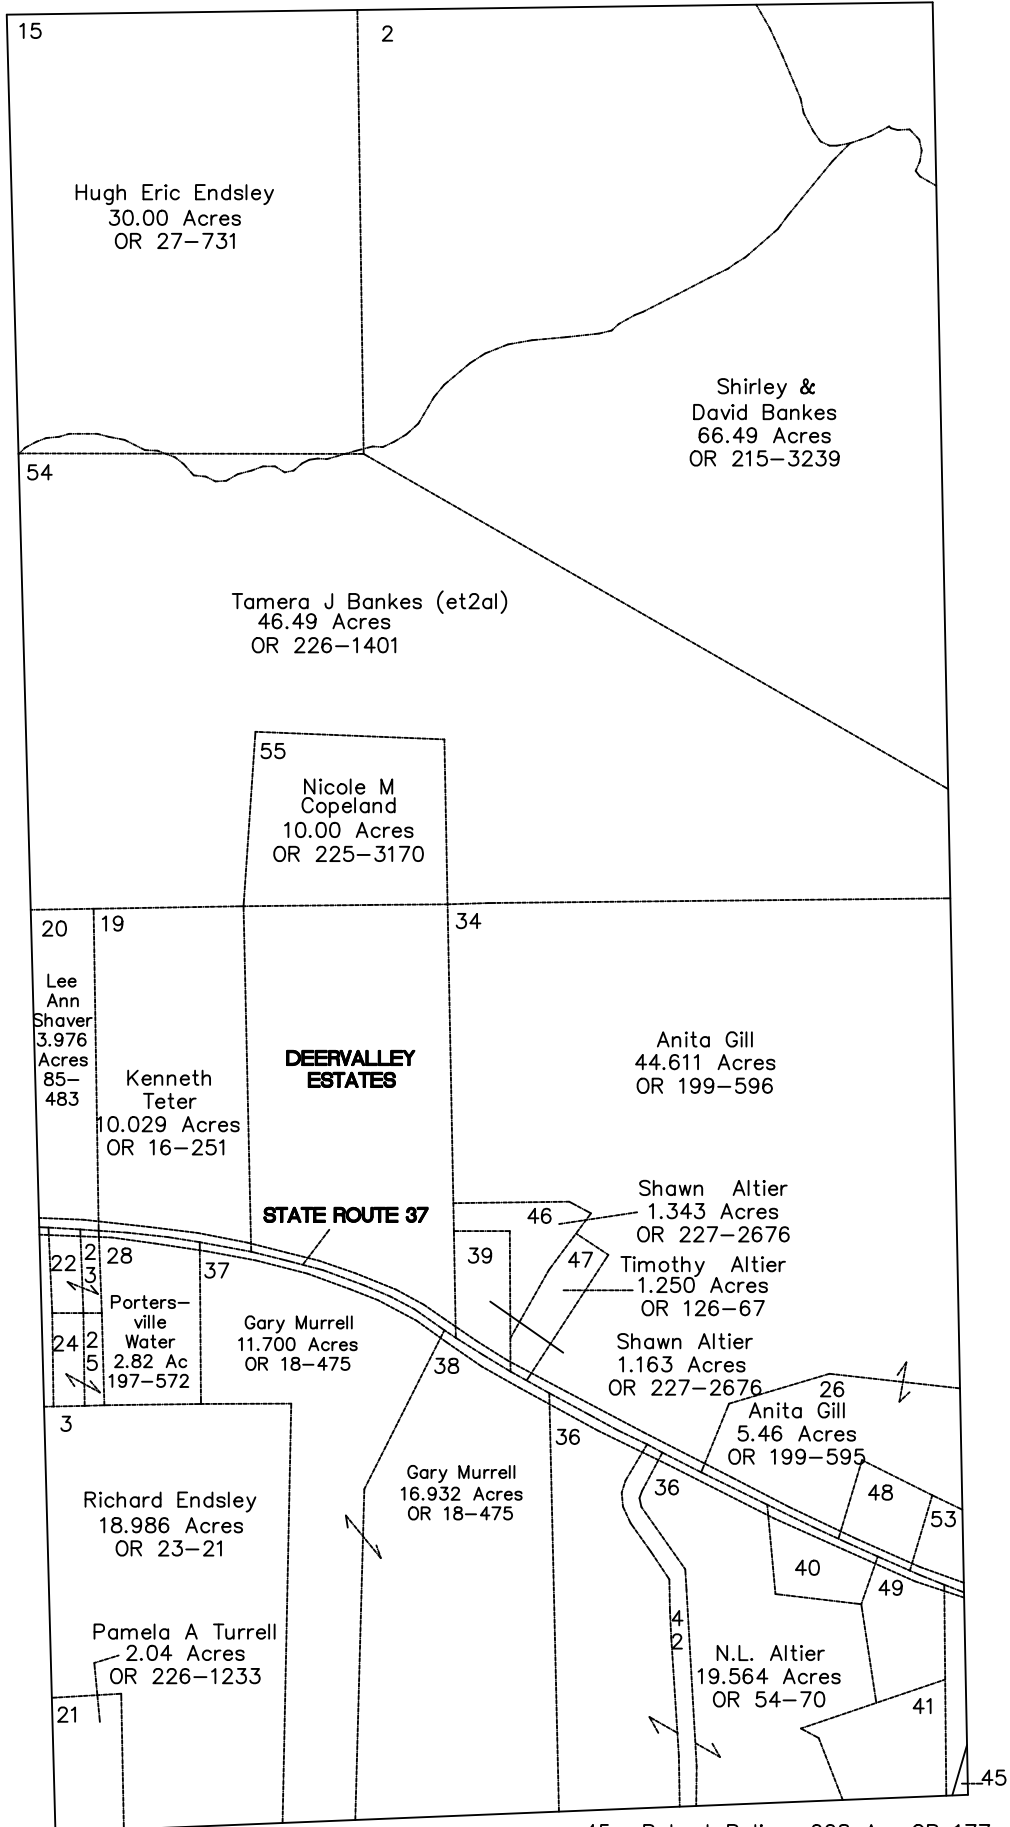 15
2
Hugh Eric Endsley
30.00 Acres
OR 27-731
Shirley &
David Bankes
66.49 Acres
OR 215-3239
54
Tamera J Bankes (et2al)
46.49 Acres
OR 226-1401
55
Nicole M
Copeland
10.00 Acres
OR 225-3170
20
19
34
Lee
Ann
Shaver
3.976
Acres
85-
483
Kenneth
Teter
10.029 Acres
OR 16-251
DEERVALLEY
ESTATES
Anita Gill
44.611 Acres
OR 199-596
STATE ROUTE 37
46
Shawn Altier
1.343 Acres
OR 227-2676
22
2
3
28
37
39
47
Timothy Altier
1.250 Acres
OR 126-67
Porters-
ville
Water
2.82 Ac
197-572
24
2
5
Gary Murrell
11.700 Acres
OR 18-475
38
Shawn Altier
1.163 Acres
OR 227-2676
26
Anita Gill
5.46 Acres
OR 199-595
3
36
Gary Murrell
16.932 Acres
OR 18-475
36
48
53
Richard Endsley
18.986 Acres
OR 23-21
40
49
Pamela A Turrell
2.04 Acres
OR 226-1233
4
2
N.L. Altier
19.564 Acres
OR 54-70
21
41
45